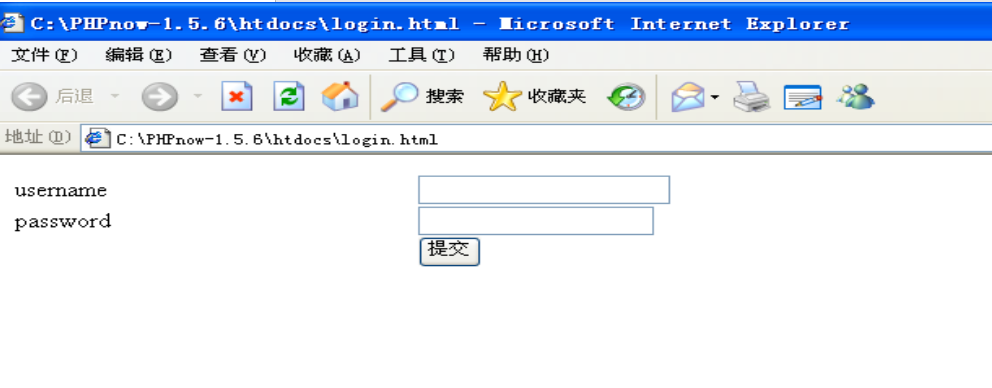 C:\PHPnow-1.5.6\htdocs\login.html - Microsoft Internet Explorer
文件(F) 编辑(E) 查看(V) 收藏(A) 工具(T) 帮助(H)
后退 搜索 收藏夹
地址(D) C:\PHPnow-1.5.6\htdocs\login.html
username
password
提交